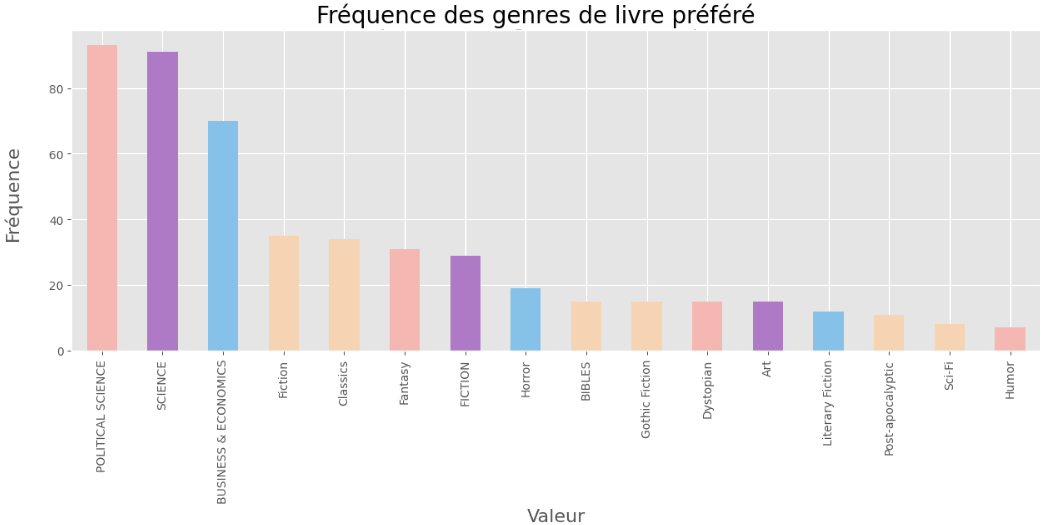 Fréquence des genres de livre préféré
Fréquence
80
60
40
20
0
POLITICAL SCIENCE
SCIENCE
BUSINESS & ECONOMICS
Fiction
Classics
Fantasy
FICTION
Horror
BIBLES
Gothic Fiction
Dystopian
Art
Literary Fiction
Post-apocalyptic
Sci-Fi
Humor
Valeur